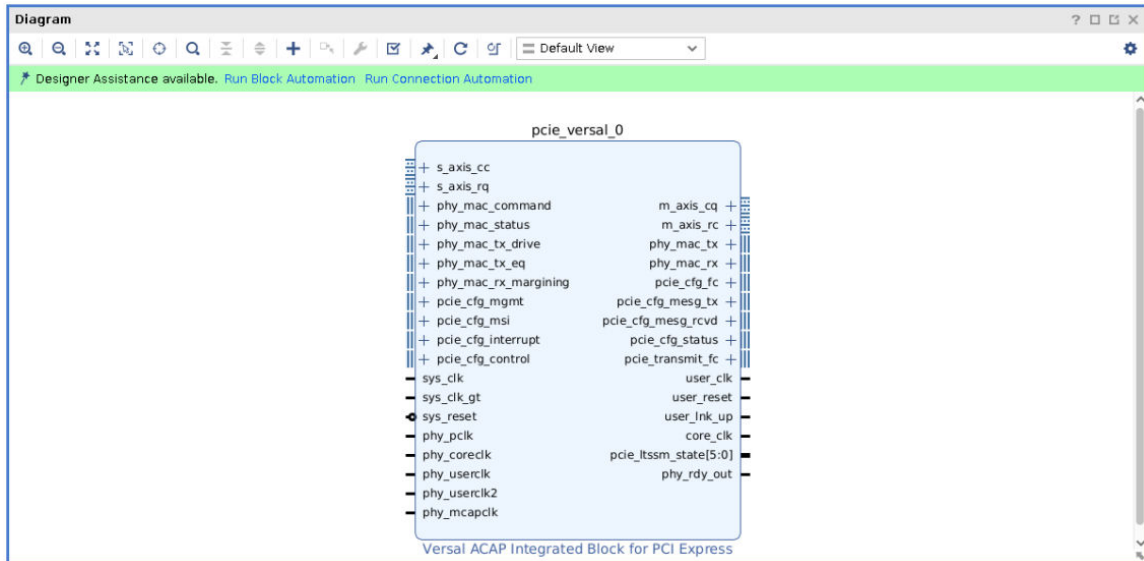 Diagram
Default View
Designer Assistance available. Run Block Automation Run Connection Automation
pcie_versal_0
s_axis_cc
s_axis_rq
phy_mac_command
phy_mac_status
phy_mac_tx_drive
phy_mac_tx_eq
phy_mac_rx_margining
pcie_cfg_mgmt
pcie_cfg_msi
pcie_cfg_interrupt
pcie_cfg_control
sys_clk
sys_clk_gt
sys_reset
phy_pclk
phy_coreclk
phy_userclk
phy_userclk2
phy_mcapclk
m_axis_cq
m_axis_rc
phy_mac_tx
phy_mac_rx
pcie_cfg_fc
pcie_cfg_mesg_tx
pcie_cfg_mesg_rcvd
pcie_cfg_status
pcie_transmit_fc
user_clk
user_reset
user_lnk_up
core_clk
pcie_ltssm_state[5:0]
phy_rdy_out
Versal ACAP Integrated Block for PCI Express